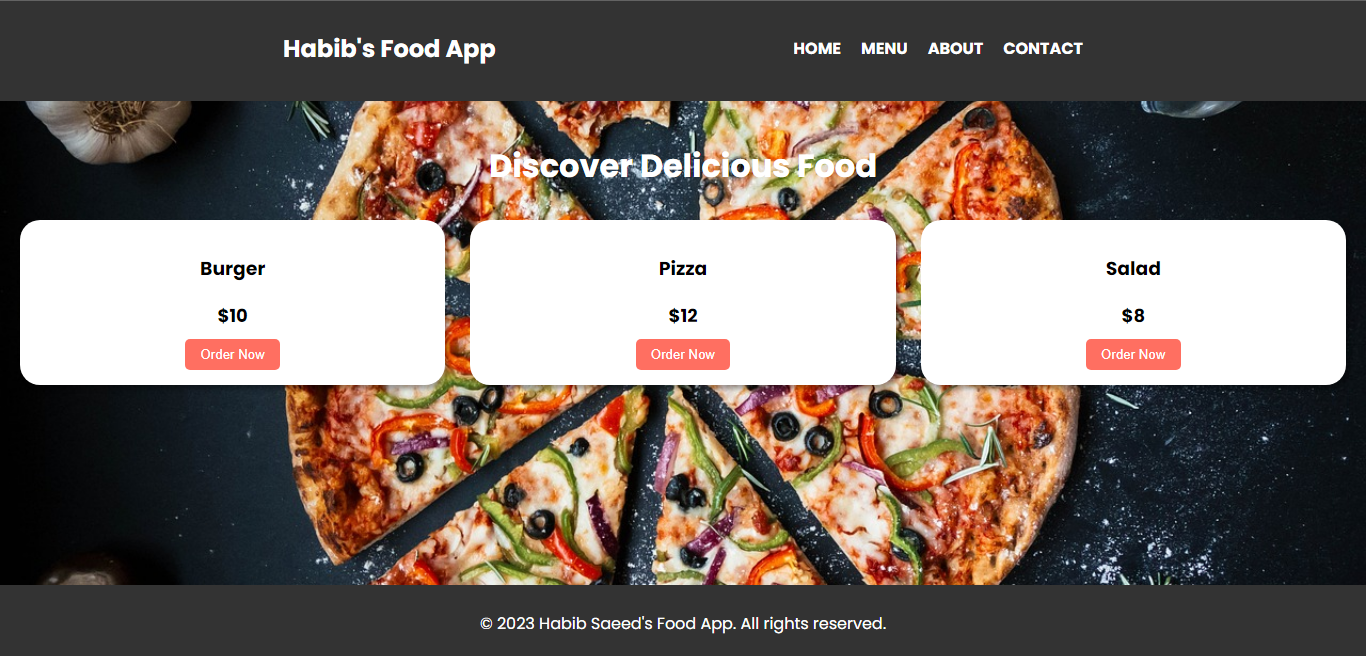 Habib's Food App
HOME MENU ABOUT CONTACT
Discover Delicious Food
Burger
$10
Order Now
Pizza
$12
Order Now
Salad
$8
Order Now
© 2023 Habib Saeed's Food App. All rights reserved.